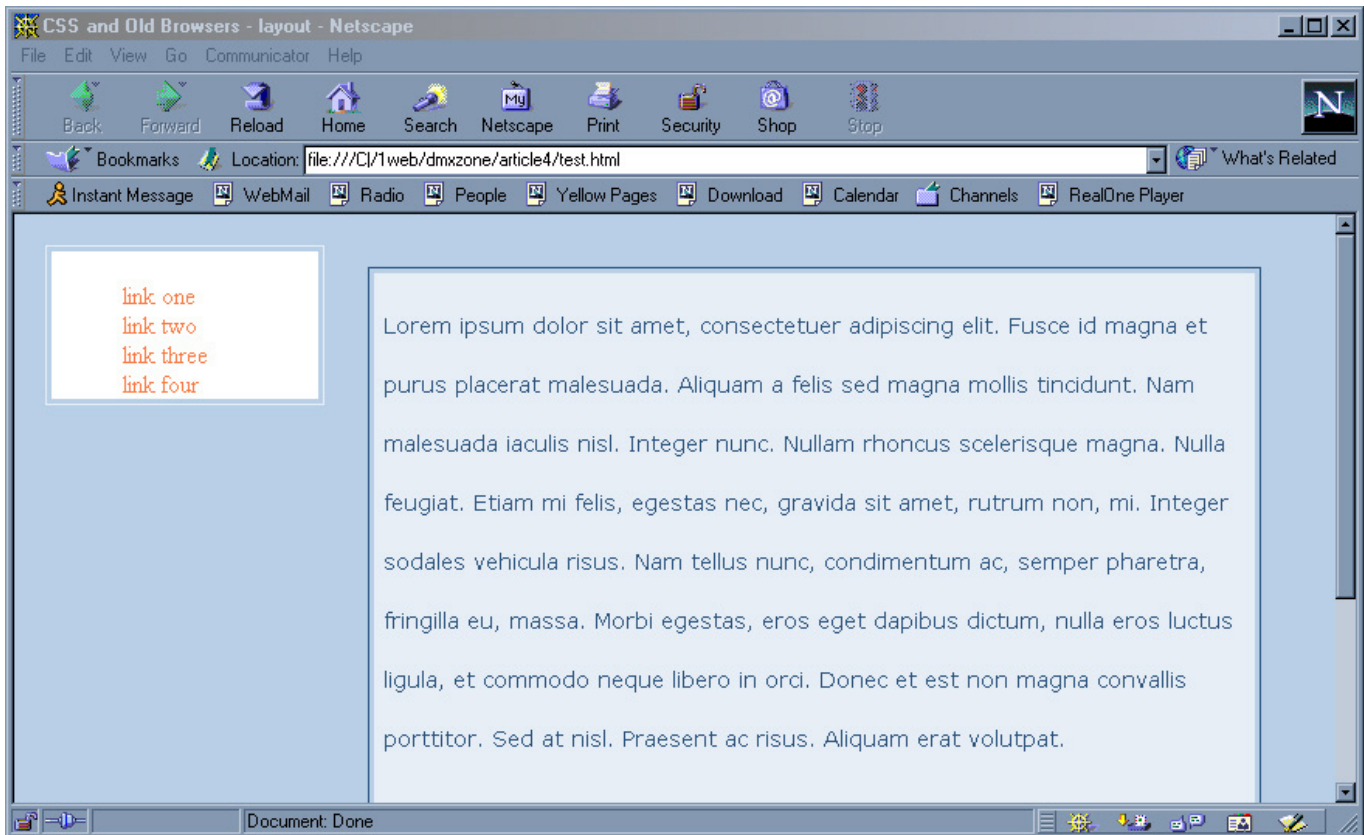 CSS and Old Browsers - layout - Netscape
File Edit View Go Communicator Help
Back Forward Reload Home Search Netscape Print Security Shop Stop
My
N
Bookmarks Location: file:///C|/1web/dmxzone/article4/test.html What's Related
Instant Message WebMail Radio People Yellow Pages Download Calendar Channels RealOne Player
link one
link two
link three
link four
Lorem ipsum dolor sit amet, consectetuer adipiscing elit. Fusce id magna et
purus placerat malesuada. Aliquam a felis sed magna mollis tincidunt. Nam
malesuada iaculis nisl. Integer nunc. Nullam rhoncus scelerisque magna. Nulla
feugiat. Etiam mi felis, egestas nec, gravida sit amet, rutrum non, mi. Integer
sodales vehicula risus. Nam tellus nunc, condimentum ac, semper pharetra,
fringilla eu, massa. Morbi egestas, eros eget dapibus dictum, nulla eros luctus
ligula, et commodo neque libero in orci. Donec et est non magna convallis
porttitor. Sed at nisl. Praesent ac risus. Aliquam erat volutpat.
Document: Done